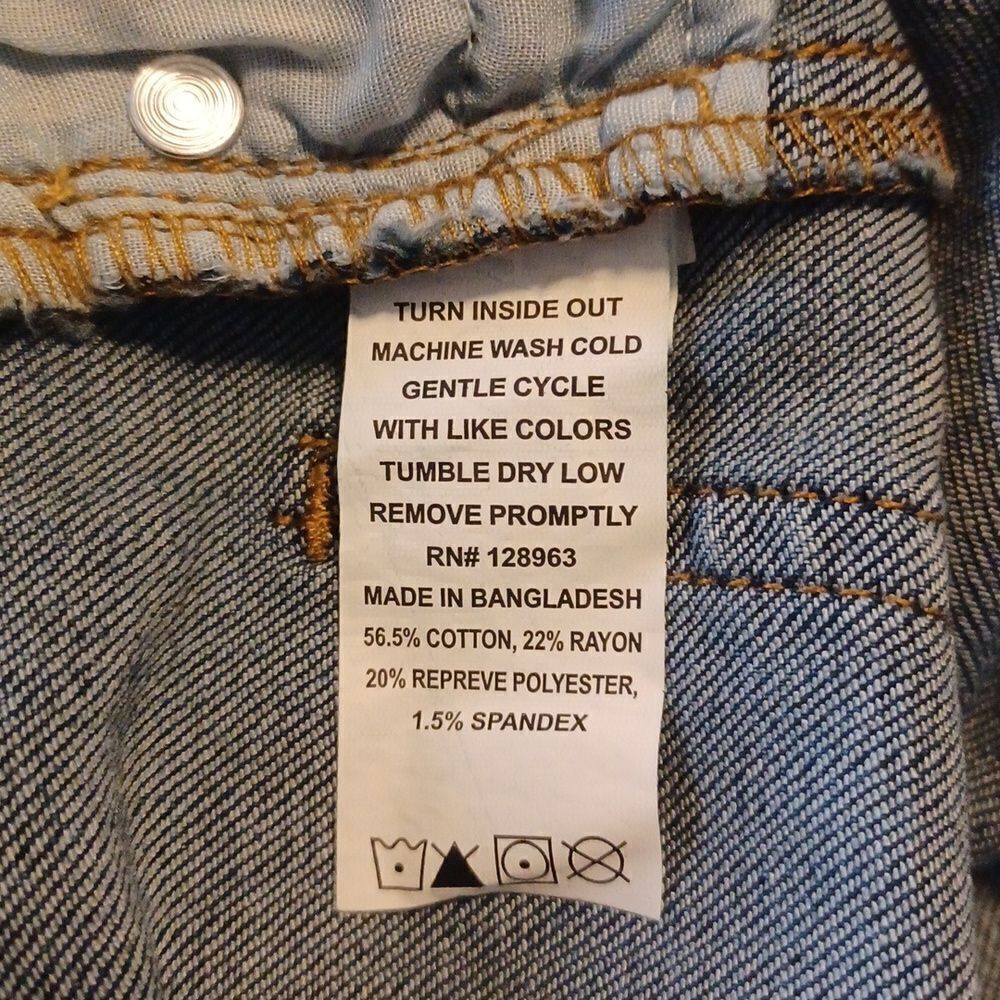 TURN INSIDE OUT
MACHINE WASH COLD
GENTLE CYCLE
WITH LIKE COLORS
TUMBLE DRY LOW
REMOVE PROMPTLY
RN# 128963
MADE IN BANGLADESH
56.5% COTTON, 22% RAYON
20% REPREVE POLYESTER,
1.5% SPANDEX